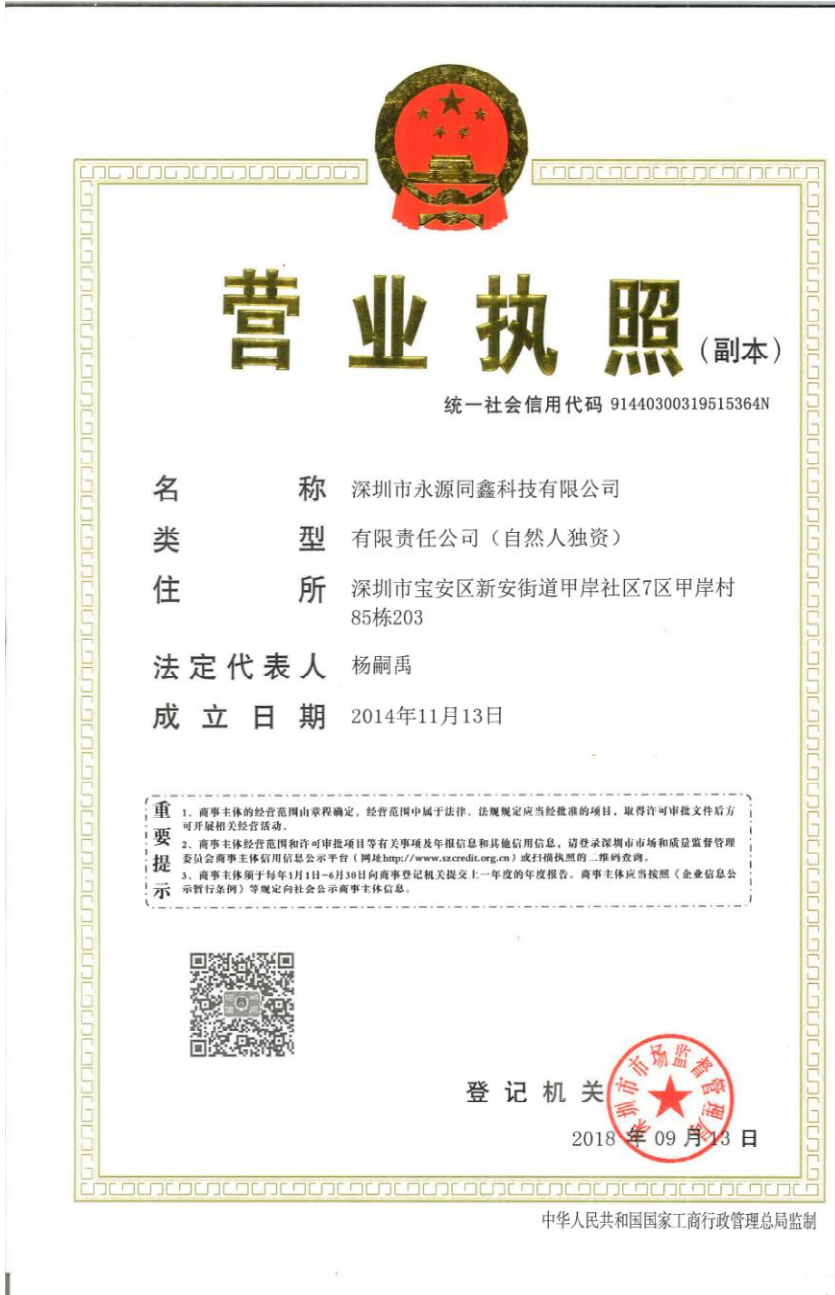 营业执照(副本)
统一社会信用代码 91440300319515364N
名称 深圳市永源同鑫科技有限公司
类型 有限责任公司(自然人独资)
住所 深圳市宝安区新安街道甲岸社区7区甲岸村
85栋203
法定代表人 杨嗣禹
成立日期 2014年11月13日
重要提示
1、商事主体的经营范围由章程确定。经营范围中属于法律、法规规定应当经批准的项目,取得许可审批文件后方
可开展相关经营活动。
2、商事主体经营范围和许可审批项目等有关事项及年报信息和其他信用信息,请登录深圳市市场和质量监督管理
委员会商事主体信用信息公示平台(网址http://www.szcredit.org.cn)或扫描执照的二维码查询。
3、商事主体须于每年1月1日-6月30日向商事登记机关提交上一年度的年度报告。商事主体应当按照《企业信息公
示暂行条例》等规定向社会公示商事主体信息。
登记机关
深圳市市场监督管理局
2018 年 09 月 13 日
中华人民共和国国家工商行政管理总局监制